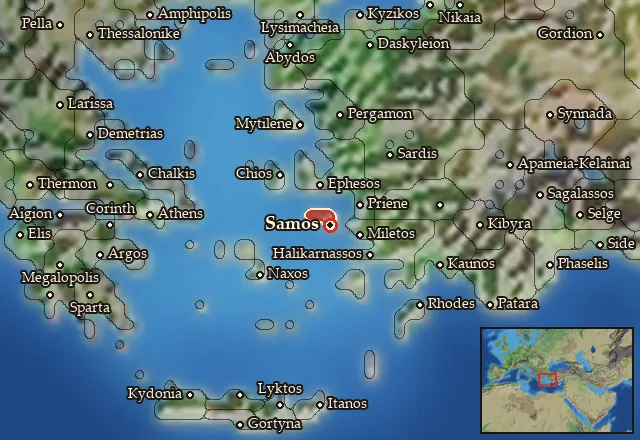 Amphipolis
Kyzikos
Nikaia
Pella
Thessalonike
Lysimacheia
Daskyleion
Gordion
Abydos
Larissa
Pergamon
Synnada
Mytilene
Demetrias
Sardis
Apameia-Kelainai
Chalkis
Chios
Thermon
Ephesos
Sagalassos
Priene
Corinth
Aigion
Athens
Selge
Samos
Kibyra
Elis
Miletos
Side
Argos
Halikarnassos
Kaunos
Phaselis
Megalopolis
Naxos
Sparta
Rhodes
Patara
Kydonia
Lyktos
Itanos
Gortyna